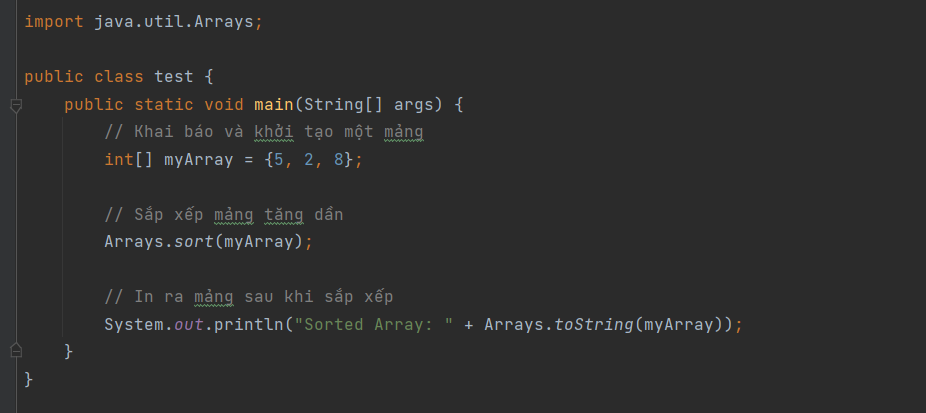 import java.util.Arrays;
public class test {
public static void main(String[] args) {
// Khai báo và khởi tạo một mảng
int[] myArray = {5, 2, 8};
// Sắp xếp mảng tăng dần
Arrays.sort(myArray);
// In ra mảng sau khi sắp xếp
System.out.println("Sorted Array: " + Arrays.toString(myArray));
}
}